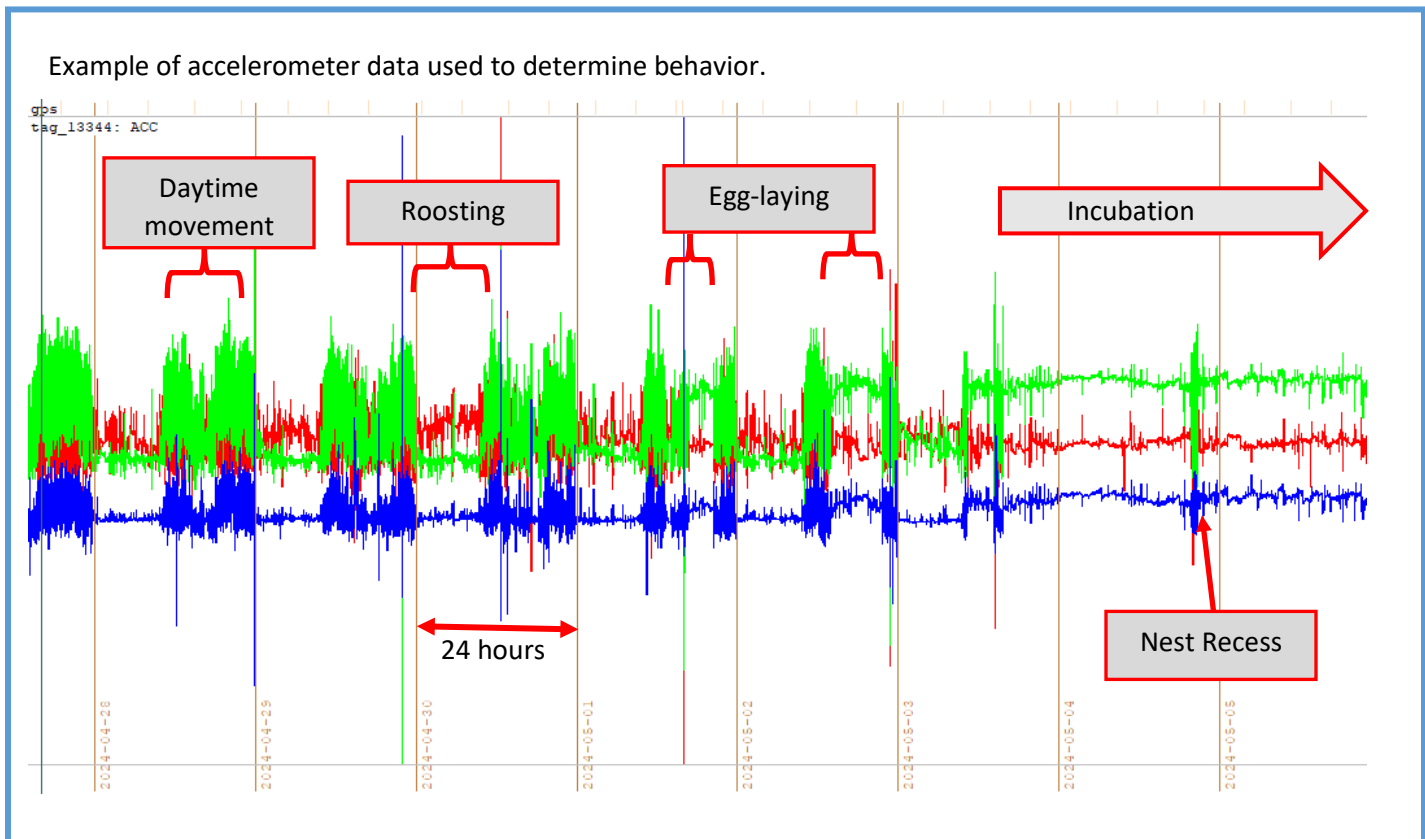 Example of accelerometer data used to determine behavior.
gps
tag_13344: ACC
Daytime
movement
Roosting
Egg-laying
Incubation
24 hours
Nest Recess
2024-04-28
2024-04-29
2024-04-30
2024-05-01
2024-05-02
2024-05-03
2024-05-04
2024-05-05